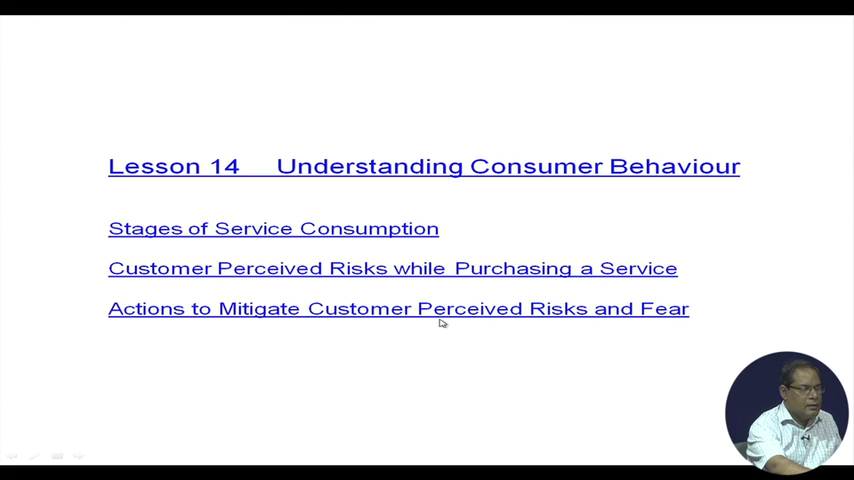 Lesson 14 Understanding Consumer Behaviour
Stages of Service Consumption
Customer Perceived Risks while Purchasing a Service
Actions to Mitigate Customer Perceived Risks and Fear